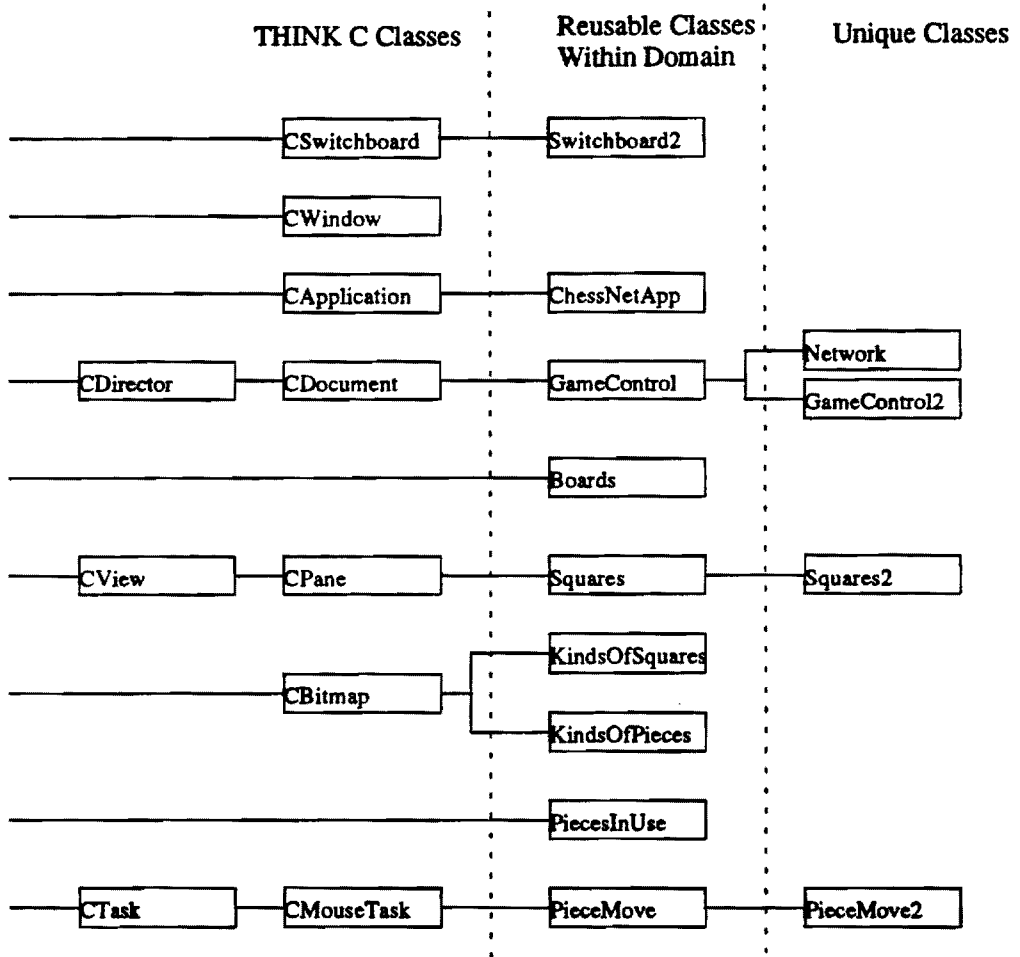 THINK C Classes
Reusable Classes
Within Domain
Unique Classes
CSwitchboard
Switchboard2
CWindow
CApplication
ChessNetApp
Network
CDirector
CDocument
GameControl
GameControl2
Boards
CView
CPane
Squares
Squares2
KindsOfSquares
CBitmap
KindsOfPieces
PiecesInUse
CTask
CMouseTask
PieceMove
PieceMove2